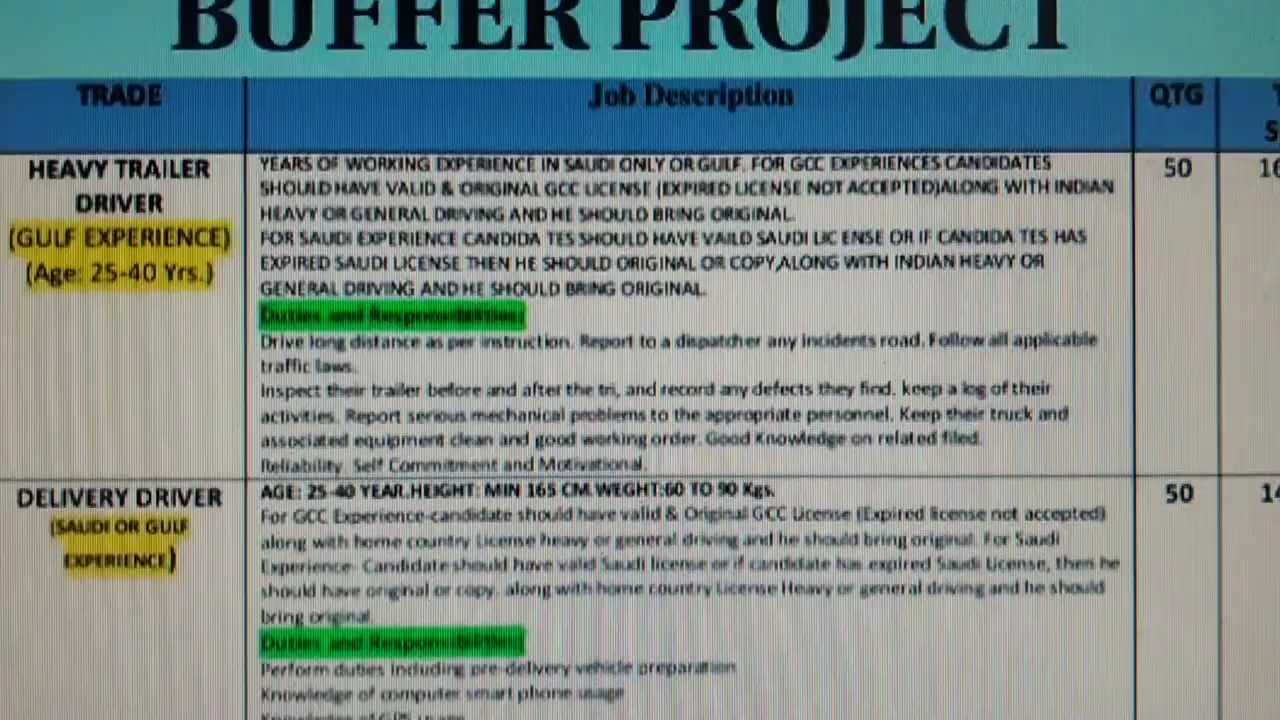 BUFFER PROJECT
TRADE
Job Description
QTG
HEAVY TRAILER
DRIVER
(GULF EXPERIENCE)
(Age: 25-40 Yrs.)
YEARS OF WORKING EXPERIENCE IN SAUDI ONLY OR GULF. FOR GCC EXPERIENCES CANDIDATES
SHOULD HAVE VALID & ORIGINAL GCC LICENSE (EXPIRED LICENSE NOT ACCEPTED)ALONG WITH INDIAN
HEAVY OR GENERAL DRIVING AND HE SHOULD BRING ORIGINAL.
FOR SAUDI EXPERIENCE CANDIDA TES SHOULD HAVE VAILD SAUDI LIC ENSE OR IF CANDIDA TES HAS
EXPIRED SAUDI LICENSE THEN HE SHOULD ORIGINAL OR COPY,ALONG WITH INDIAN HEAVY OR
GENERAL DRIVING AND HE SHOULD BRING ORIGINAL.
Duties and Responsibilities:
Drive long distance as per instruction. Report to a dispatcher any incidents road. Follow all applicable
traffic laws.
Inspect their trailer before and after the tri, and record any defects they find. keep a log of their
activities. Report serious mechanical problems to the appropriate personnel. Keep their truck and
associated equipment clean and good working order. Good Knowledge on related filed.
Reliability. Self Commitment and Motivational.
50
16
DELIVERY DRIVER
(SAUDI OR GULF
EXPERIENCE)
AGE: 25-40 YEAR.HEIGHT: MIN 165 CM.WEGHT:60 TO 90 Kgs.
For GCC Experience-candidate should have valid & Original GCC License (Expired license not accepted)
along with home country License heavy or general driving and he should bring original. For Saudi
Experience- Candidate should have valid Saudi license or if candidate has expired Saudi License, then he
should have original or copy. along with home country License Heavy or general driving and he should
bring original.
Duties and Responsibilities:
Perform duties including pre-delivery vehicle preparation
Knowledge of computer smart phone usage
Knowledge of GPS usage
50
14